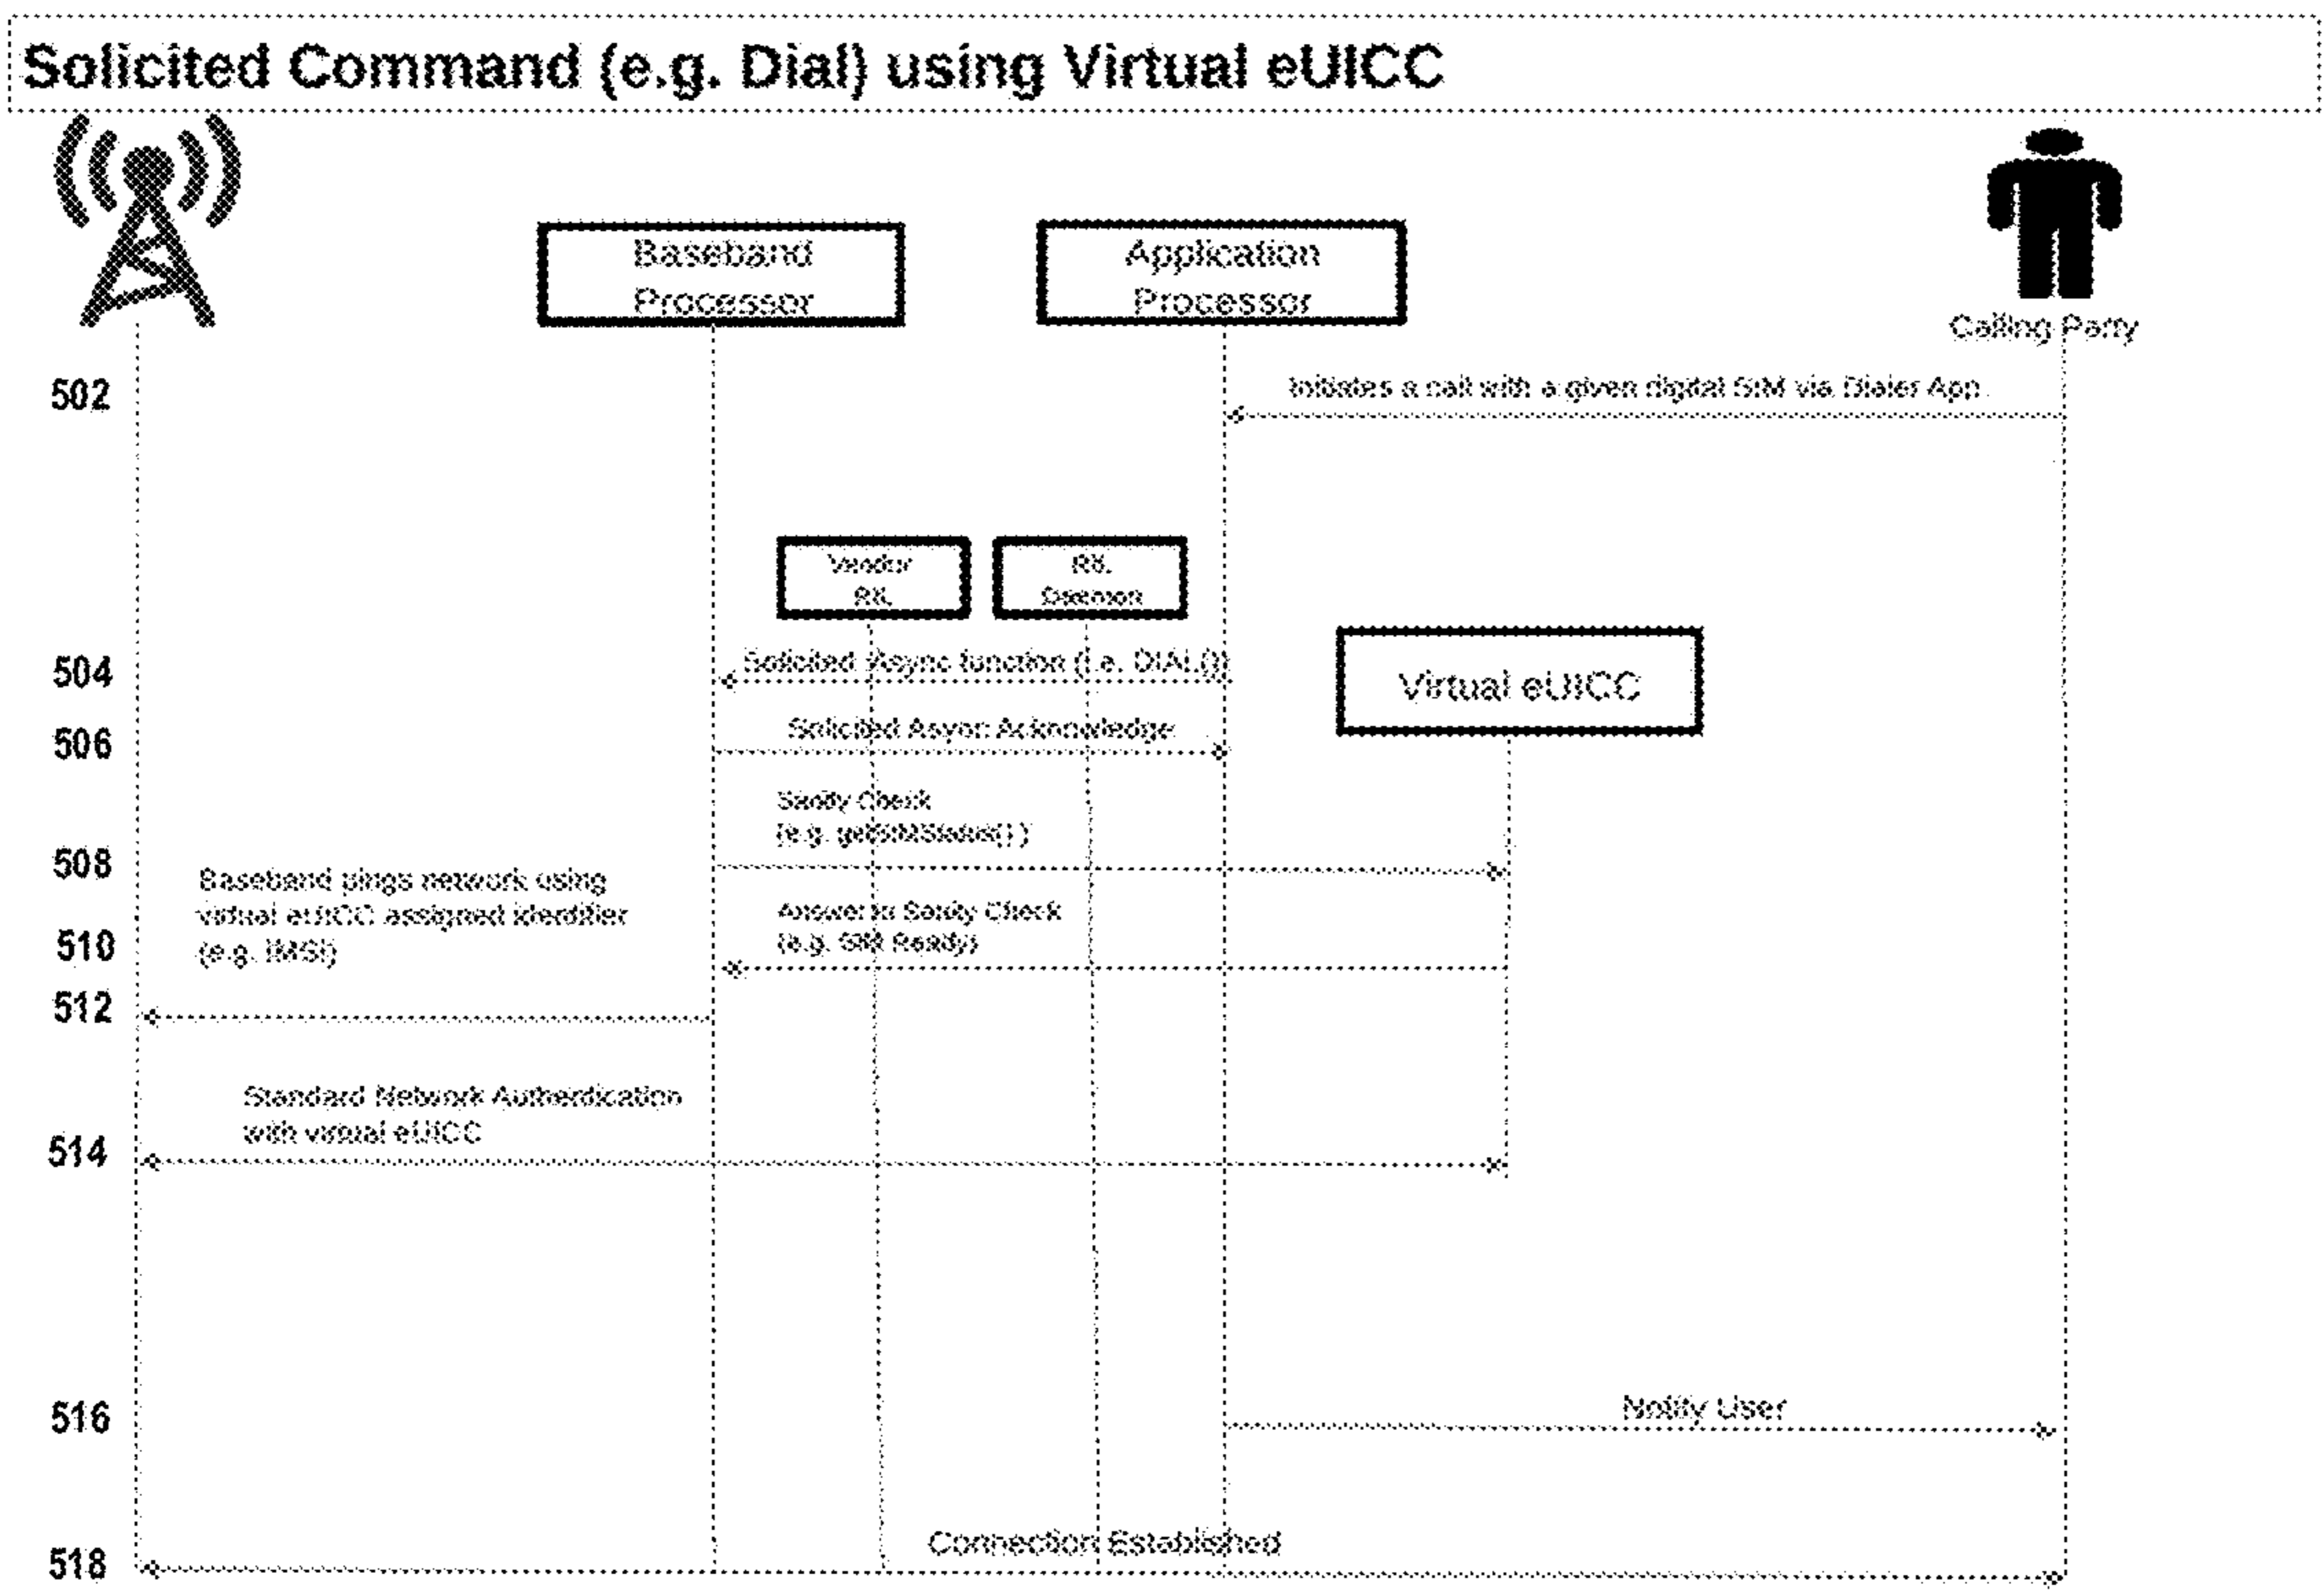 Solicited Command (e.g. Dial) using Virtual eUICC
Baseband
Processor
Application
Processor
Calling Party
502
Initiates a call with a given digital SIM via Dialer App
Vendor
RIL
RIL
Daemon
504
Solicited Async function (i.e. DIAL())
Virtual eUICC
506
Solicited Async Acknowledge
Sanity Check
(e.g. getSIMStatus() )
508
Baseband pings network using
virtual eUICC assigned identifier
(e.g. IMSI)
Answer to Sanity Check
(e.g. SIM Ready)
510
512
Standard Network Authentication
with virtual eUICC
514
516
Notify User
Connection Established
518